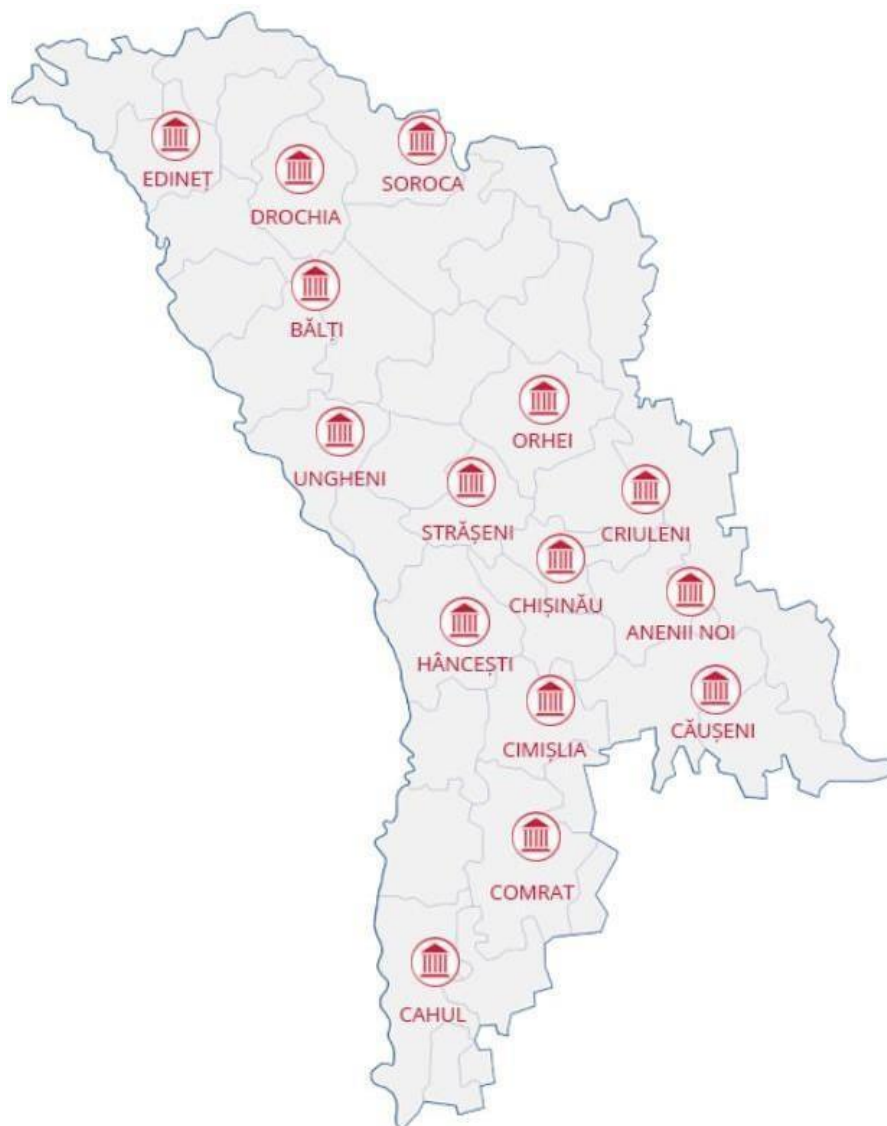 EDINEȚ
SOROCA
DROCHIA
BĂLȚI
ORHEI
UNGHENI
STRĂȘENI
CRIULENI
CHIȘINĂU
ANENII NOI
HÂNCEȘTI
CĂUȘENI
CIMIȘLIA
COMRAT
CAHUL